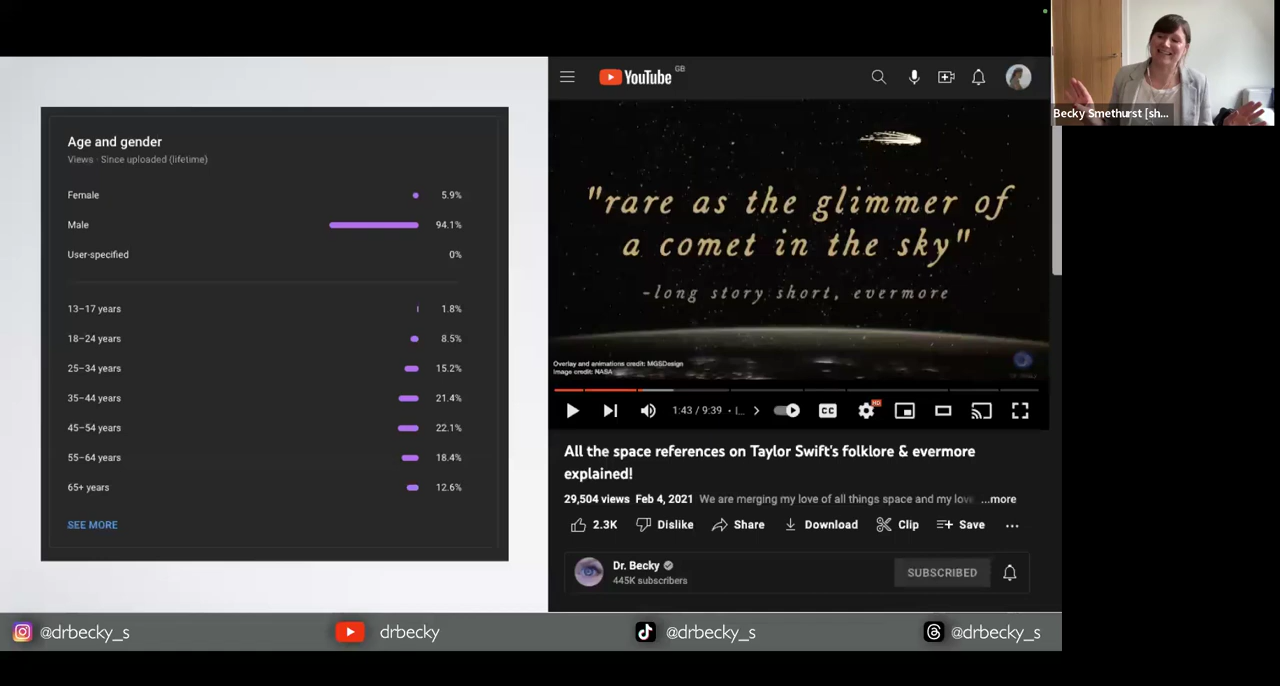 Age and gender
Views · Since uploaded (lifetime)
Female 5.9%
Male 94.1%
User-specified 0%
13–17 years 1.8%
18–24 years 8.5%
25–34 years 15.2%
35–44 years 21.4%
45–54 years 22.1%
55–64 years 18.4%
65+ years 12.6%
SEE MORE
YouTube GB
"rare as the glimmer of
a comet in the sky"
-long story short, evermore
Overlay and animations credit: MGSDesign
Image credit: NASA
1:43 / 9:39 • I...
CC
HD
All the space references on Taylor Swift's folklore & evermore
explained!
29,504 views Feb 4, 2021 We are merging my love of all things space and my love ...more
2.3K Dislike Share Download Clip Save
Dr. Becky
445K subscribers
SUBSCRIBED
Becky Smethurst [sh...
@drbecky_s drbecky @drbecky_s @drbecky_s